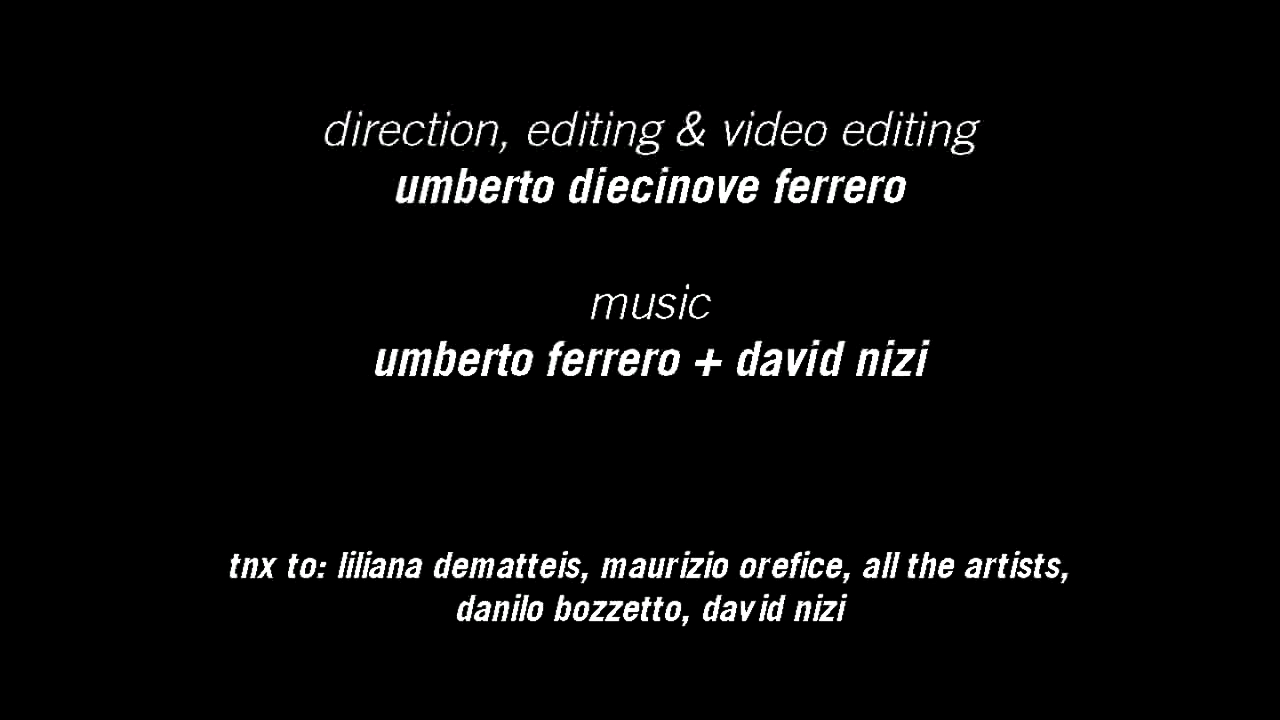 direction, editing & video editing
umberto diecinove ferrero
music
umberto ferrero + david nizi
tnx to: liliana dematteis, maurizio orefice, all the artists,
danilo bozzetto, david nizi